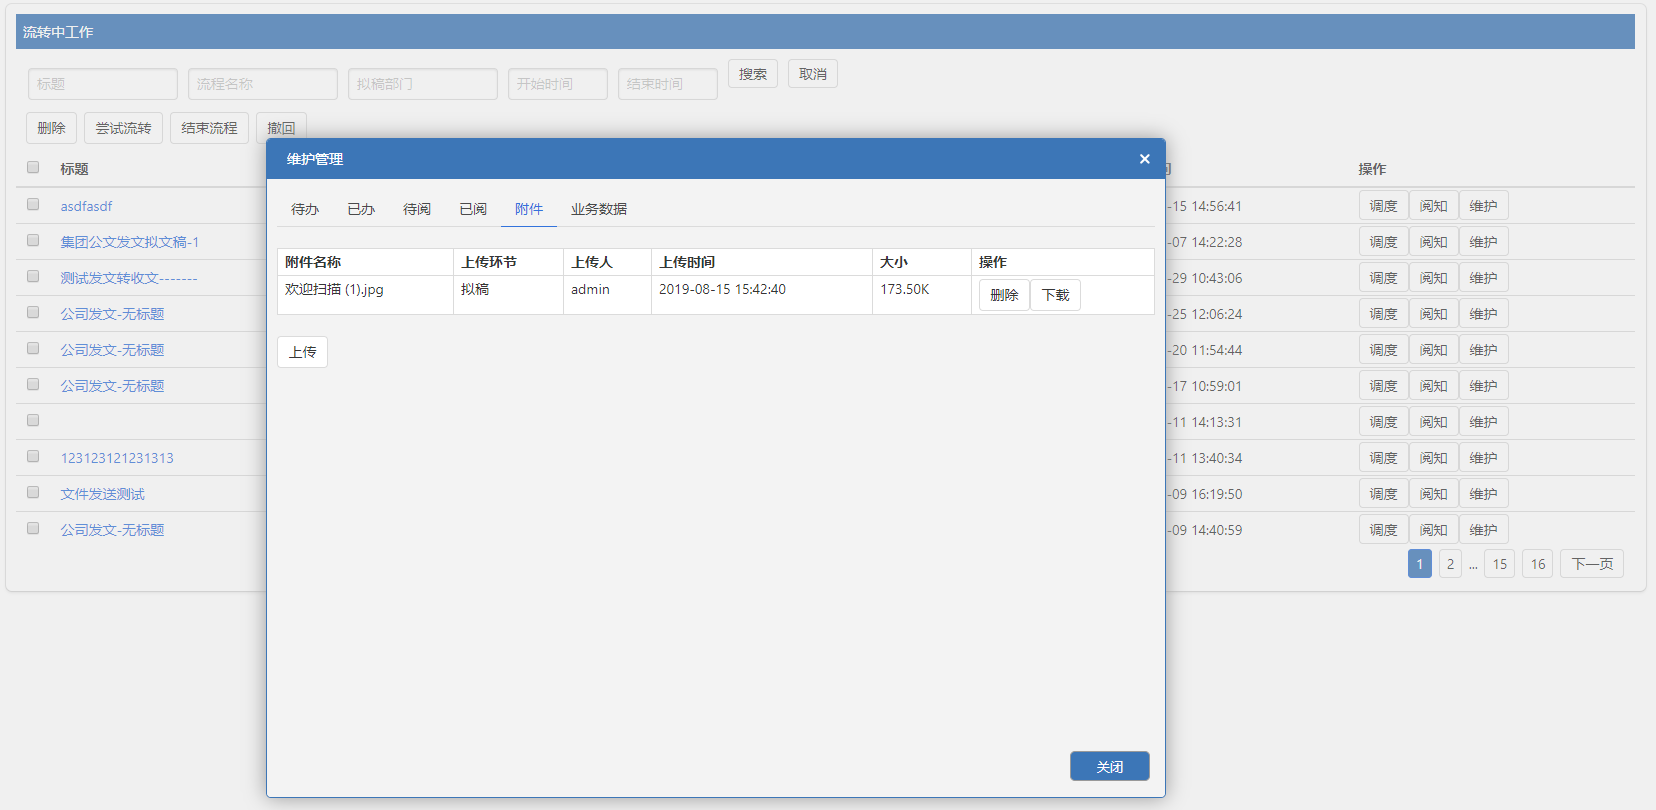 流转中工作
标题 流程名称 拟稿部门 开始时间 结束时间 搜索 取消
删除 尝试流转 结束流程 撤回
标题 操作
asdfasdf -15 14:56:41 调度 阅知 维护
集团公文发文拟文稿-1 -07 14:22:28 调度 阅知 维护
测试发文转收文------- -29 10:43:06 调度 阅知 维护
公司发文-无标题 -25 12:06:24 调度 阅知 维护
公司发文-无标题 -20 11:54:44 调度 阅知 维护
公司发文-无标题 -17 10:59:01 调度 阅知 维护
-11 14:13:31 调度 阅知 维护
123123121231313 -11 13:40:34 调度 阅知 维护
文件发送测试 -09 16:19:50 调度 阅知 维护
公司发文-无标题 -09 14:40:59 调度 阅知 维护
1 2 ... 15 16 下一页
维护管理 ×
待办 已办 待阅 已阅 附件 业务数据
附件名称 上传环节 上传人 上传时间 大小 操作
欢迎扫描 (1).jpg 拟稿 admin 2019-08-15 15:42:40 173.50K 删除 下载
上传
关闭